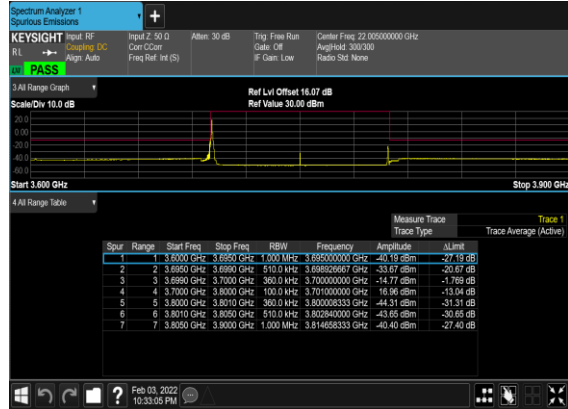 Spectrum Analyzer 1
Spurious Emissions
+
KEYSIGHT Input: RF Input Z: 50 Ω Atten: 30 dB Trig: Free Run Center Freq: 22.005000000 GHz
RL Coupling: DC Corr CCorr Gate: Off Avg|Hold: 300/300
Align: Auto Freq Ref: Int (S) IF Gain: Low Radio Std: None
PASS
3 All Range Graph
Ref Lvl Offset 16.07 dB
Scale/Div 10.0 dB Ref Value 30.00 dBm
20.0
0.00
-20.0
-40.0
-60.0
Start 3.600 GHz Stop 3.900 GHz
4 All Range Table
Measure Trace Trace 1
Trace Type Trace Average (Active)
Spur Range Start Freq Stop Freq RBW Frequency Amplitude ΔLimit
1 1 3.6000 GHz 3.6950 GHz 1.000 MHz 3.695000000 GHz -40.19 dBm -27.19 dB
2 2 3.6950 GHz 3.6990 GHz 510.0 kHz 3.698926667 GHz -33.67 dBm -20.67 dB
3 3 3.6990 GHz 3.7000 GHz 360.0 kHz 3.700000000 GHz -14.77 dBm -1.769 dB
4 4 3.7000 GHz 3.8000 GHz 100.0 kHz 3.701000000 GHz 16.96 dBm -13.04 dB
5 5 3.8000 GHz 3.8010 GHz 360.0 kHz 3.800008333 GHz -44.31 dBm -31.31 dB
6 6 3.8010 GHz 3.8050 GHz 510.0 kHz 3.802840000 GHz -43.65 dBm -30.65 dB
7 7 3.8050 GHz 3.9000 GHz 1.000 MHz 3.814658333 GHz -40.40 dBm -27.40 dB
? Feb 03, 2022
10:33:05 PM